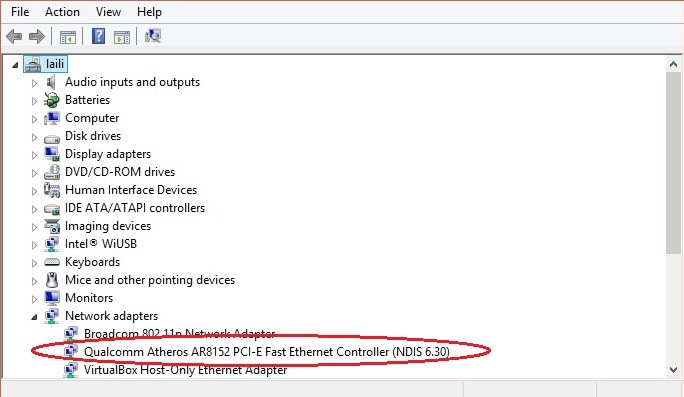 File Action View Help
laili
Audio inputs and outputs
Batteries
Computer
Disk drives
Display adapters
DVD/CD-ROM drives
Human Interface Devices
IDE ATA/ATAPI controllers
Imaging devices
Intel® WiUSB
Keyboards
Mice and other pointing devices
Monitors
Network adapters
Broadcom 802.11n Network Adapter
Qualcomm Atheros AR8152 PCI-E Fast Ethernet Controller (NDIS 6.30)
VirtualBox Host-Only Ethernet Adapter